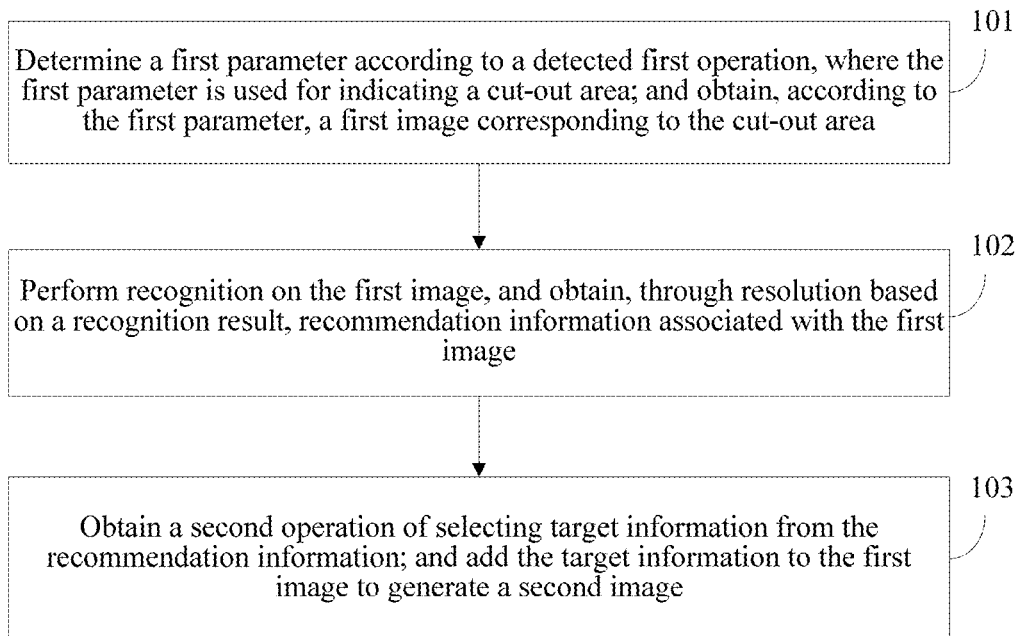 101
Determine a first parameter according to a detected first operation, where the
first parameter is used for indicating a cut-out area; and obtain, according to
the first parameter, a first image corresponding to the cut-out area
102
Perform recognition on the first image, and obtain, through resolution based
on a recognition result, recommendation information associated with the first
image
103
Obtain a second operation of selecting target information from the
recommendation information; and add the target information to the first
image to generate a second image